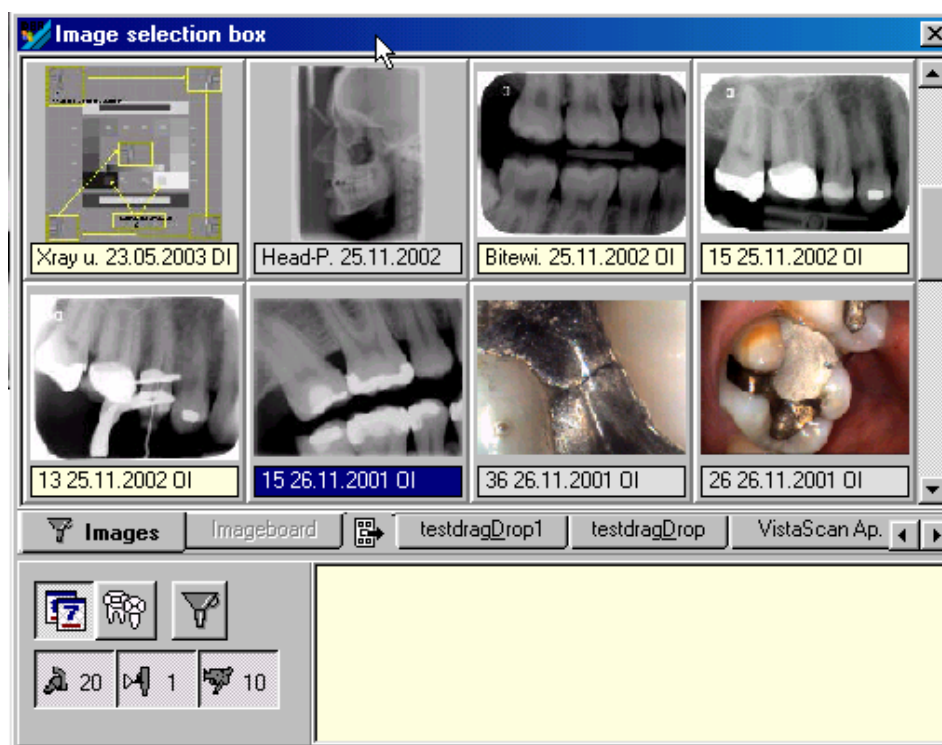 Image selection box
Xray u. 23.05.2003 DI
Head-P. 25.11.2002
Bitewi. 25.11.2002 OI
15 25.11.2002 OI
13 25.11.2002 OI
15 26.11.2001 OI
36 26.11.2001 OI
26 26.11.2001 OI
Images
Imageboard
testdragDrop1
testdragDrop
VistaScan Ap.
7
20
1
10